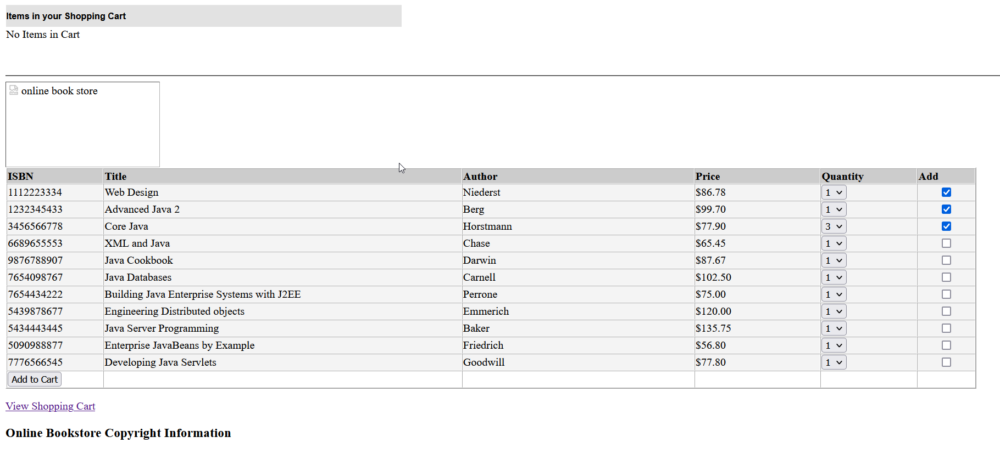 Items in your Shopping Cart
No Items in Cart
online book store
ISBN Title Author Price Quantity Add
1112223334 Web Design Niederst $86.78 1
1232345433 Advanced Java 2 Berg $99.70 1
3456566778 Core Java Horstmann $77.90 3
6689655553 XML and Java Chase $65.45 1
9876788907 Java Cookbook Darwin $87.67 1
7654098767 Java Databases Carnell $102.50 1
7654434222 Building Java Enterprise Systems with J2EE Perrone $75.00 1
5439878677 Engineering Distributed objects Emmerich $120.00 1
5434443445 Java Server Programming Baker $135.75 1
5090988877 Enterprise JavaBeans by Example Friedrich $56.80 1
7776566545 Developing Java Servlets Goodwill $77.80 1
Add to Cart
View Shopping Cart
Online Bookstore Copyright Information